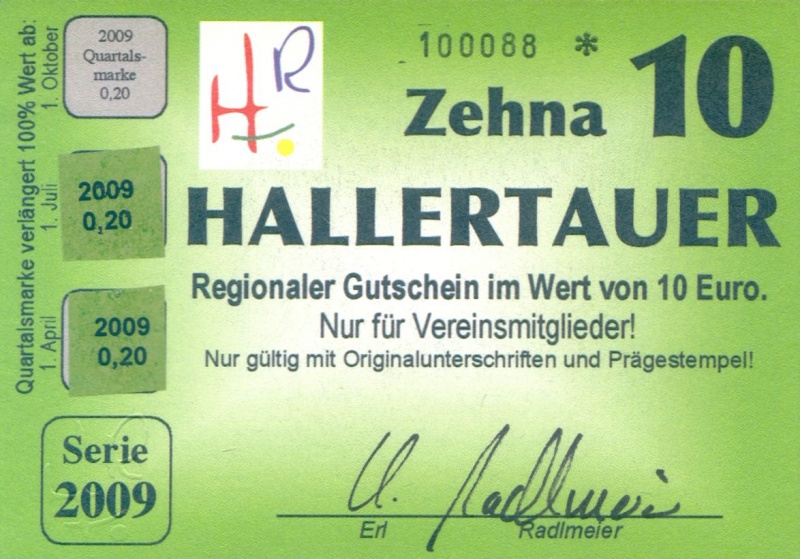 Quartalsmarke verlängert 100% Wert ab:
1. Oktober
2009
Quartals-
marke
0,20
1. Juli
2009
0,20
1. April
2009
0,20
Serie
2009
HR
100088 *
Zehna 10
HALLERTAUER
Regionaler Gutschein im Wert von 10 Euro.
Nur für Vereinsmitglieder!
Nur gültig mit Originalunterschriften und Prägestempel!
Radlmeier
Erl Radlmeier